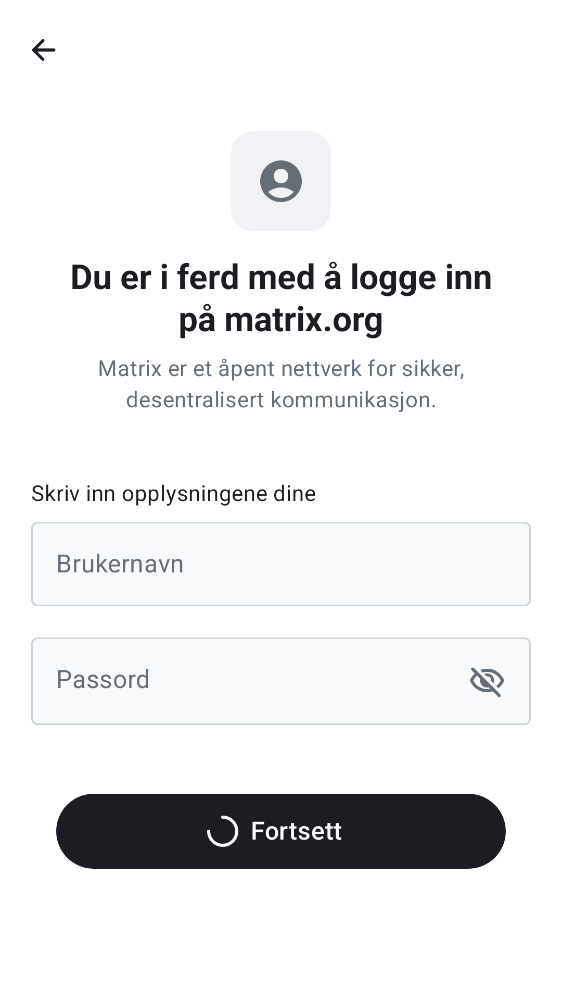 Du er i ferd med å logge inn
på matrix.org
Matrix er et åpent nettverk for sikker,
desentralisert kommunikasjon.
Skriv inn opplysningene dine
Brukernavn
Passord
Fortsett